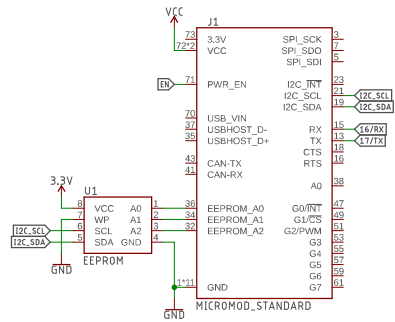 VCC
J1
73 3.3V SPI_SCK 3
72*2 VCC SPI_SDO 7
SPI_SDI 5
EN 71 PWR_EN I2C_INT 23
I2C_SCL 21 I2C_SCL
I2C_SDA 19 I2C_SDA
70 USB_VIN
37 USBHOST_D- RX 15 16/RX
35 USBHOST_D+ TX 13 17/TX
CTS 18
43 CAN-TX RTS 16
41 CAN-RX
A0 38
3.3V
U1
8 VCC A0 1 36 EEPROM_A0 G0/INT 47
7 WP A1 2 34 EEPROM_A1 G1/CS 49
I2C_SCL 6 SCL A2 3 32 EEPROM_A2 G2/PWM 51
I2C_SDA 5 SDA GND 4 G3 53
G4 55
EEPROM G5 57
GND G6 59
1*11 GND G7 61
MICROMOD_STANDARD
GND